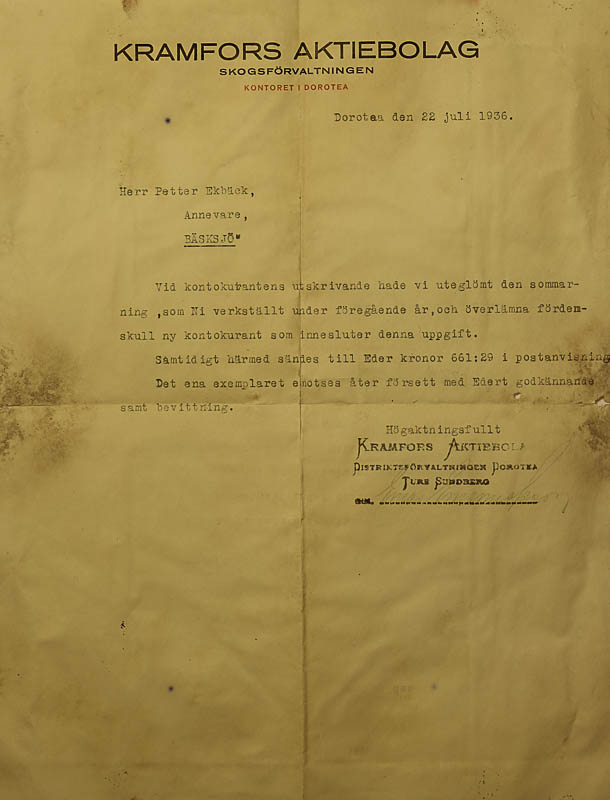 KRAMFORS AKTIEBOLAG
SKOGSFÖRVALTNINGEN
KONTORET I DOROTEA
Dorotea den 22 juli 1936.
Herr Petter Ekbäck,
Annevare,
BÄSKSJÖ"
Vid kontokurantens utskrivande hade vi uteglömt den sommar-
ning ,som Ni verkställt under föregående år,och överlämna fördem-
skull ny kontokurant som innesluter denna uppgift.
Samtidigt härmed sändes till Eder kronor 661:29 i postanvisning
Det ena exemplaret emotses åter försett med Edert godkännande
samt bevittning.
Högaktningsfullt
KRAMFORS AKTIEBOLA
DISTRIKTSFÖRVALTNINGEN DOROTEA
TURE SUNDBERG